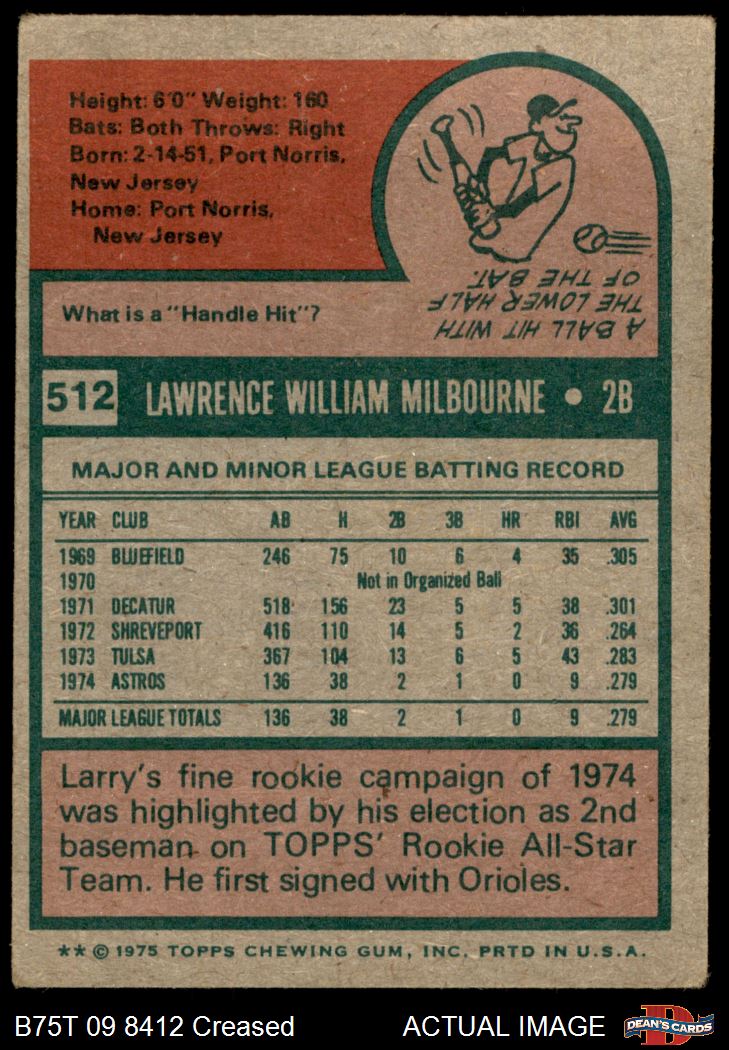 Height: 6'0" Weight: 160
Bats: Both Throws: Right
Born: 2-14-51, Port Norris,
New Jersey
Home: Port Norris,
New Jersey
What is a "Handle Hit"?
A BALL HIT WITH
THE LOWER HALF
OF THE BAT.
512 LAWRENCE WILLIAM MILBOURNE • 2B
MAJOR AND MINOR LEAGUE BATTING RECORD
YEAR CLUB AB H 2B 3B HR RBI AVG
1969 BLUEFIELD 246 75 10 6 4 35 .305
1970 Not in Organized Ball
1971 DECATUR 518 156 23 5 5 38 .301
1972 SHREVEPORT 416 110 14 5 2 36 .264
1973 TULSA 367 104 13 6 5 43 .283
1974 ASTROS 136 38 2 1 0 9 .279
MAJOR LEAGUE TOTALS 136 38 2 1 0 9 .279
Larry's fine rookie campaign of 1974
was highlighted by his election as 2nd
baseman on TOPPS' Rookie All-Star
Team. He first signed with Orioles.
** © 1975 TOPPS CHEWING GUM, INC. PRTD IN U.S.A.
B75T 09 8412 Creased ACTUAL IMAGE DEAN'S CARDS